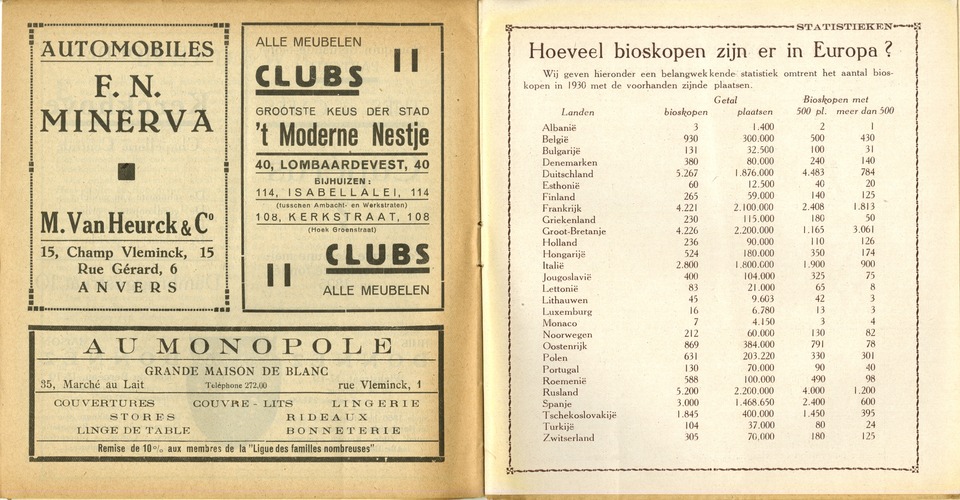 AUTOMOBILES
F. N.
MINERVA
M. Van Heurck & Cº
15, Champ Vleminck, 15
Rue Gérard, 6
ANVERS
ALLE MEUBELEN
CLUBS
GROOTSTE KEUS DER STAD
't Moderne Nestje
40, LOMBAARDEVEST, 40
BIJHUIZEN :
114, ISABELLALEI, 114
(tusschen Ambacht- en Werkstraten)
108, KERKSTRAAT, 108
(Hoek Groenstraat)
CLUBS
ALLE MEUBELEN
AU MONOPOLE
GRANDE MAISON DE BLANC
35, Marché au Lait Téléphone 272.00 rue Vleminck, 1
COUVERTURES COUVRE - LITS LINGERIE
STORES RIDEAUX
LINGE DE TABLE BONNETERIE
Remise de 10% aux membres de la "Ligue des familles nombreuses"
STATISTIEKEN
Hoeveel bioskopen zijn er in Europa ?
Wij geven hieronder een belangwekkende statistiek omtrent het aantal bios-
kopen in 1930 met de voorhanden zijnde plaatsen.
Getal Bioskopen met
Landen bioskopen plaatsen 500 pl. meer dan 500
Albanië 3 1.400 2 1
België 930 300.000 500 430
Bulgarijë 131 32.500 100 31
Denemarken 380 80.000 240 140
Duitschland 5.267 1.876.000 4.483 784
Esthonië 60 12.500 40 20
Finland 265 59.000 140 125
Frankrijk 4.221 2.100.000 2.408 1.813
Griekenland 230 115.000 180 50
Groot-Bretanje 4.226 2.200.000 1.165 3.061
Holland 236 90.000 110 126
Hongarijë 524 180.000 350 174
Italië 2.800 1.800.000 1.900 900
Jougoslavië 400 104.000 325 75
Lettonië 83 21.000 65 8
Lithauwen 45 9.603 42 3
Luxemburg 16 6.780 13 3
Monaco 7 4.150 3 4
Noorwegen 212 60.000 130 82
Oostenrijk 869 384.000 791 78
Polen 631 203.220 330 301
Portugal 130 70.000 90 40
Roemenië 588 100.000 490 98
Rusland 5.200 2.200.000 4.000 1.200
Spanje 3.000 1.468.650 2.400 600
Tschekoslovakijë 1.845 400.000 1.450 395
Turkijë 104 37.000 80 24
Zwitserland 305 70.000 180 125